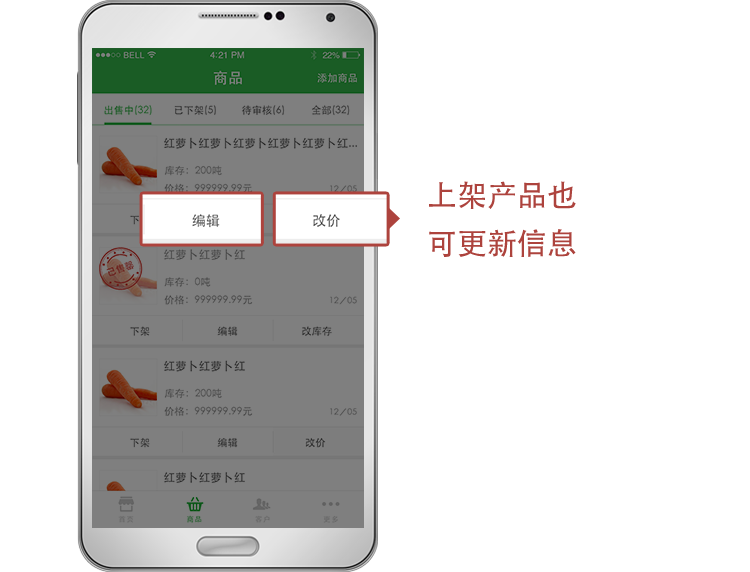 BELL 4:21 PM 22%
商品 添加商品
出售中(32) 已下架(5) 待审核(6) 全部(32)
红萝卜红萝卜红萝卜红萝卜红萝卜红...
库存：200吨
价格：999999.99元 12/05
下
编辑 改价
上架产品也
可更新信息
红萝卜红萝卜红
已售罄
库存：0吨
价格：999999.99元 12/05
下架 编辑 改库存
红萝卜红萝卜红
库存：200吨
价格：999999.99元 12/05
下架 编辑 改价
红萝卜红萝卜红
商品 客户 更多